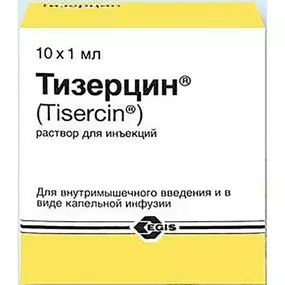 10 x 1 мл
Тизерцин®
(Tisercin®)
раствор для инъекций
Для внутримышечного введения и в
виде капельной инфузии
EGIS